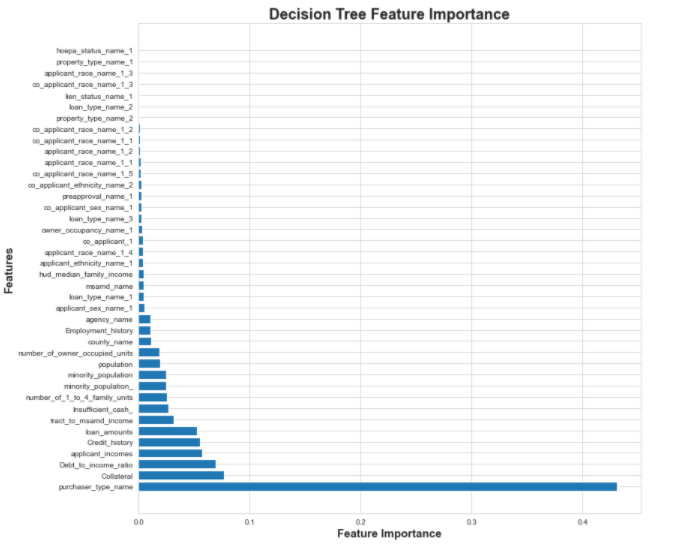 Decision Tree Feature Importance
Features
hoepa_status_name_1
property_type_name_1
applicant_race_name_1_3
co_applicant_race_name_1_3
lien_status_name_1
loan_type_name_2
property_type_name_2
co_applicant_race_name_1_2
co_applicant_race_name_1_1
applicant_race_name_1_2
applicant_race_name_1_1
co_applicant_race_name_1_5
co_applicant_ethnicity_name_2
preapproval_name_1
co_applicant_sex_name_1
loan_type_name_3
owner_occupancy_name_1
co_applicant_1
applicant_race_name_1_4
applicant_ethnicity_name_1
hud_median_family_income
msamd_name
loan_type_name_1
applicant_sex_name_1
agency_name
Employment_history
county_name
number_of_owner_occupied_units
population
minority_population
minority_population_
number_of_1_to_4_family_units
Insufficient_cash_
tract_to_msamd_income
loan_amounts
Credit_history
applicant_incomes
Debt_to_income_ratio
Collateral
purchaser_type_name
0.0 0.1 0.2 0.3 0.4
Feature Importance